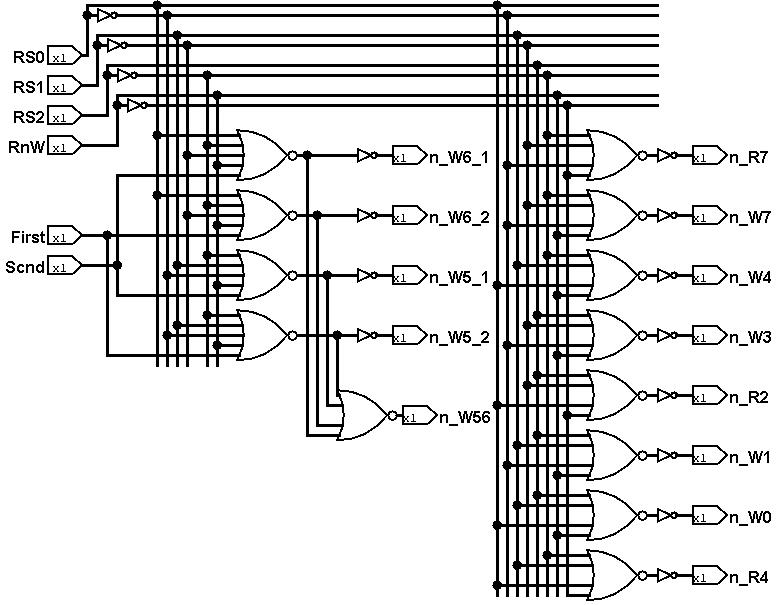 RS0 x1
RS1 x1
RS2 x1
RnW x1
First x1
Scnd x1
x1 n_W6_1
x1 n_W6_2
x1 n_W5_1
x1 n_W5_2
x1 n_W56
x1 n_R7
x1 n_W7
x1 n_W4
x1 n_W3
x1 n_R2
x1 n_W1
x1 n_W0
x1 n_R4